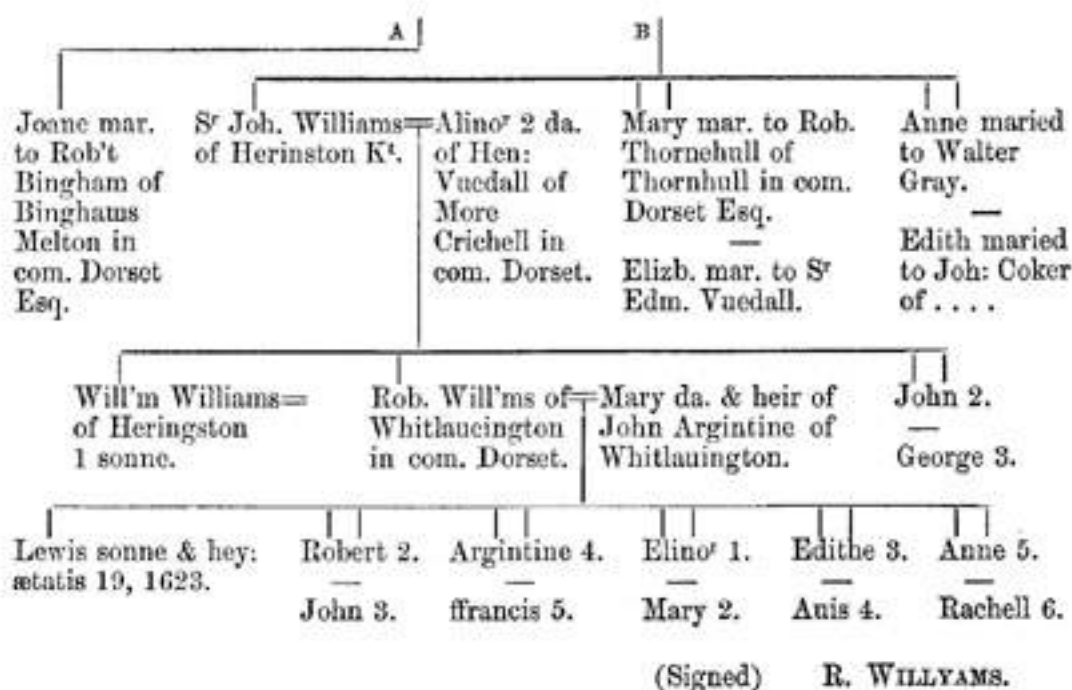 A
B
Joane mar.
to Rob't
Bingham of
Binghams
Melton in
com. Dorset
Esq.
Sr Joh. Williams=
of Herinston Kt.
Alinor 2 da.
of Hen:
Vuedall of
More
Crichell in
com. Dorset.
Mary mar. to Rob.
Thornehull of
Thornhull in com.
Dorset Esq.
—
Elizb. mar. to Sr
Edm. Vuedall.
Anne maried
to Walter
Gray.
—
Edith maried
to Joh: Coker
of . . . .
Will'm Williams=
of Heringston
1 sonne.
Rob. Will'ms of=
Whitlaucington
in com. Dorset.
Mary da. & heir of
John Argintine of
Whitlauington.
John 2.
—
George 3.
Lewis sonne & hey:
ætatis 19, 1623.
Robert 2.
—
John 3.
Argintine 4.
—
ffrancis 5.
Elinor 1.
—
Mary 2.
Edithe 3.
—
Auis 4.
Anne 5.
—
Rachell 6.
(Signed) R. WILLYAMS.